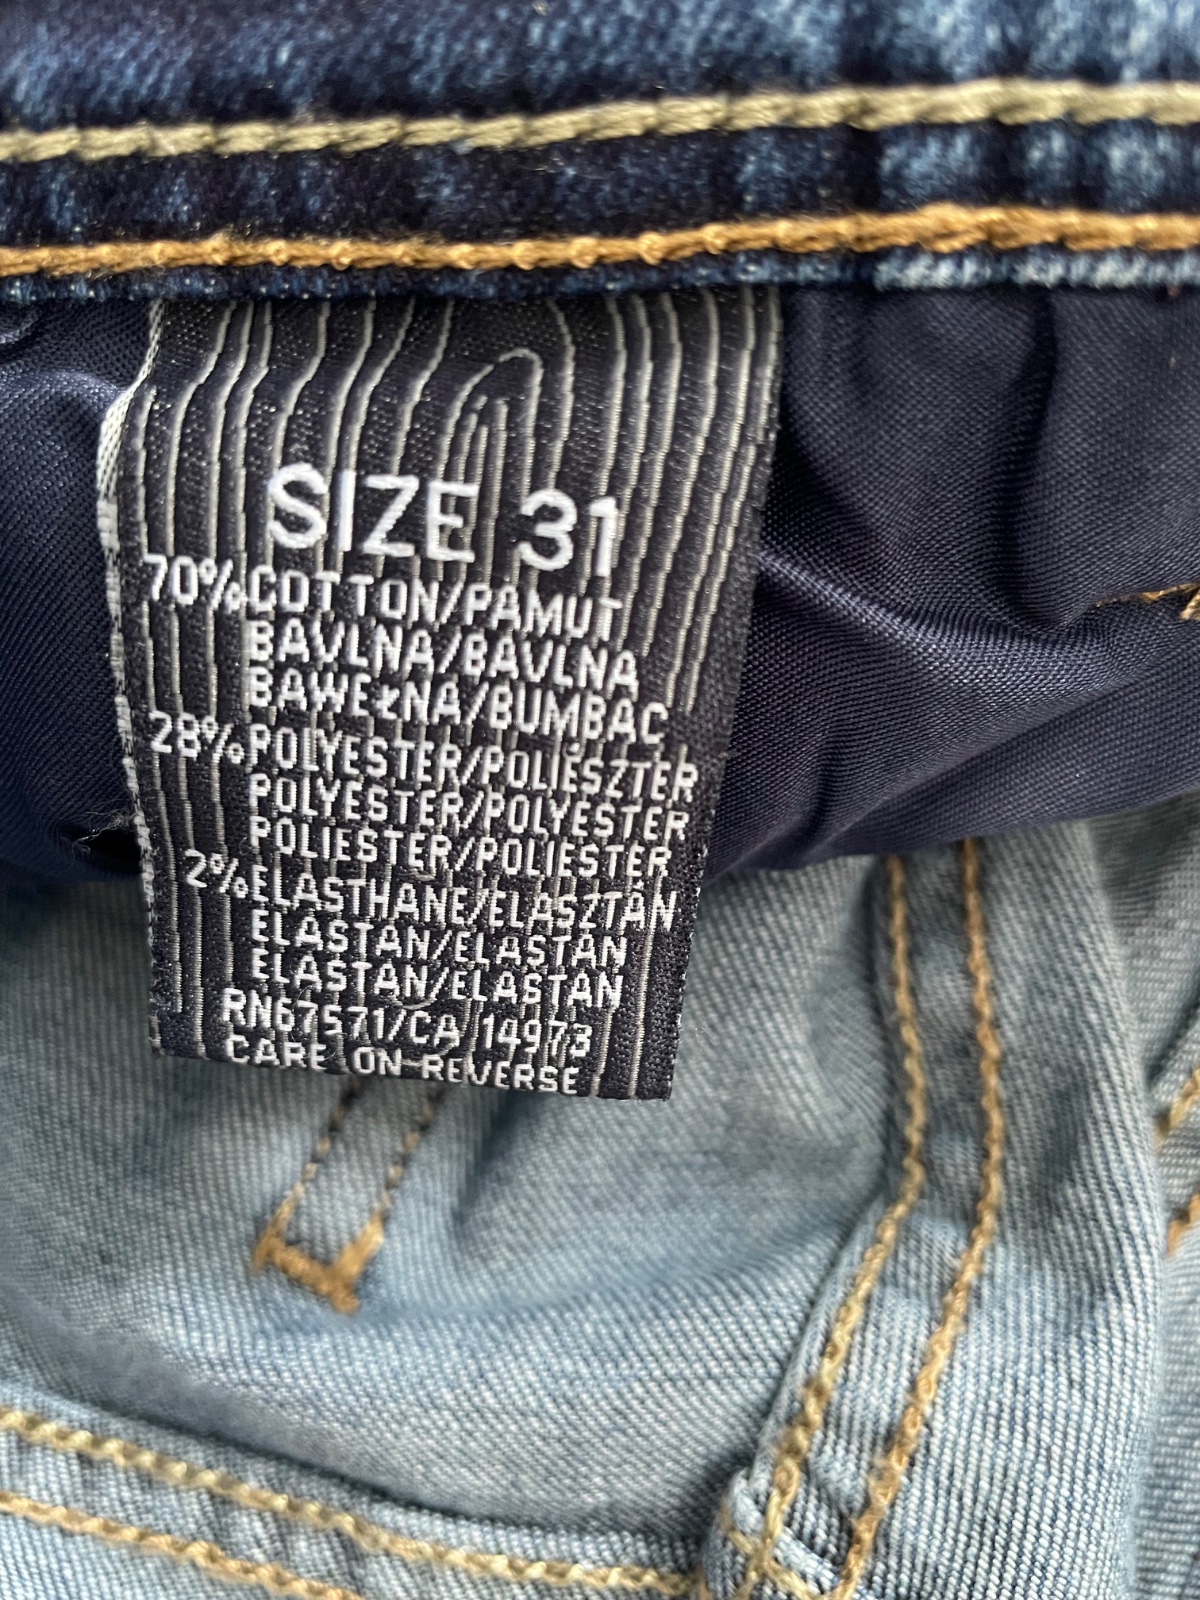 SIZE 31
70% COTTON/PAMUT
BAVLNA/BAVLNA
BAWEŁNA/BUMBAC
28% POLYESTER/POLIÉSZTER
POLYESTER/POLYESTER
POLIESTER/POLIESTER
2% ELASTHANE/ELASZTÁN
ELASTAN/ELASTAN
ELASTAN/ELASTAN
RN67571/CA 14973
CARE ON REVERSE